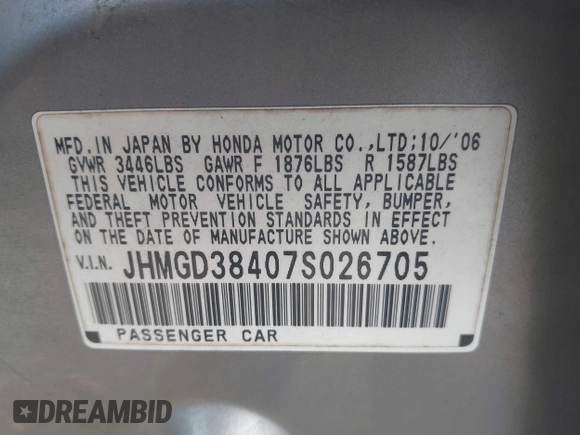 MFD. IN JAPAN BY HONDA MOTOR CO.,LTD;10/'06
GVWR 3446LBS GAWR F 1876LBS R 1587LBS
THIS VEHICLE CONFORMS TO ALL APPLICABLE
FEDERAL MOTOR VEHICLE SAFETY, BUMPER,
AND THEFT PREVENTION STANDARDS IN EFFECT
ON THE DATE OF MANUFACTURE SHOWN ABOVE.
V.I.N. JHMGD38407S026705
PASSENGER CAR
DREAMBID